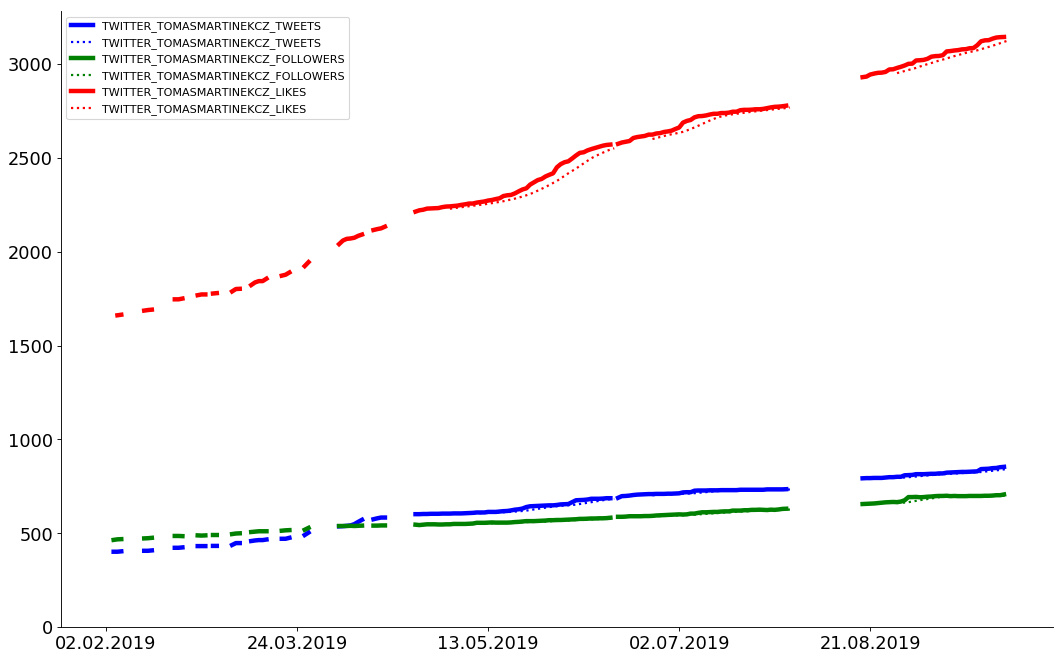 TWITTER_TOMASMARTINEKCZ_TWEETS
TWITTER_TOMASMARTINEKCZ_TWEETS
TWITTER_TOMASMARTINEKCZ_FOLLOWERS
TWITTER_TOMASMARTINEKCZ_FOLLOWERS
TWITTER_TOMASMARTINEKCZ_LIKES
TWITTER_TOMASMARTINEKCZ_LIKES
3000
2500
2000
1500
1000
500
0
02.02.2019 24.03.2019 13.05.2019 02.07.2019 21.08.2019